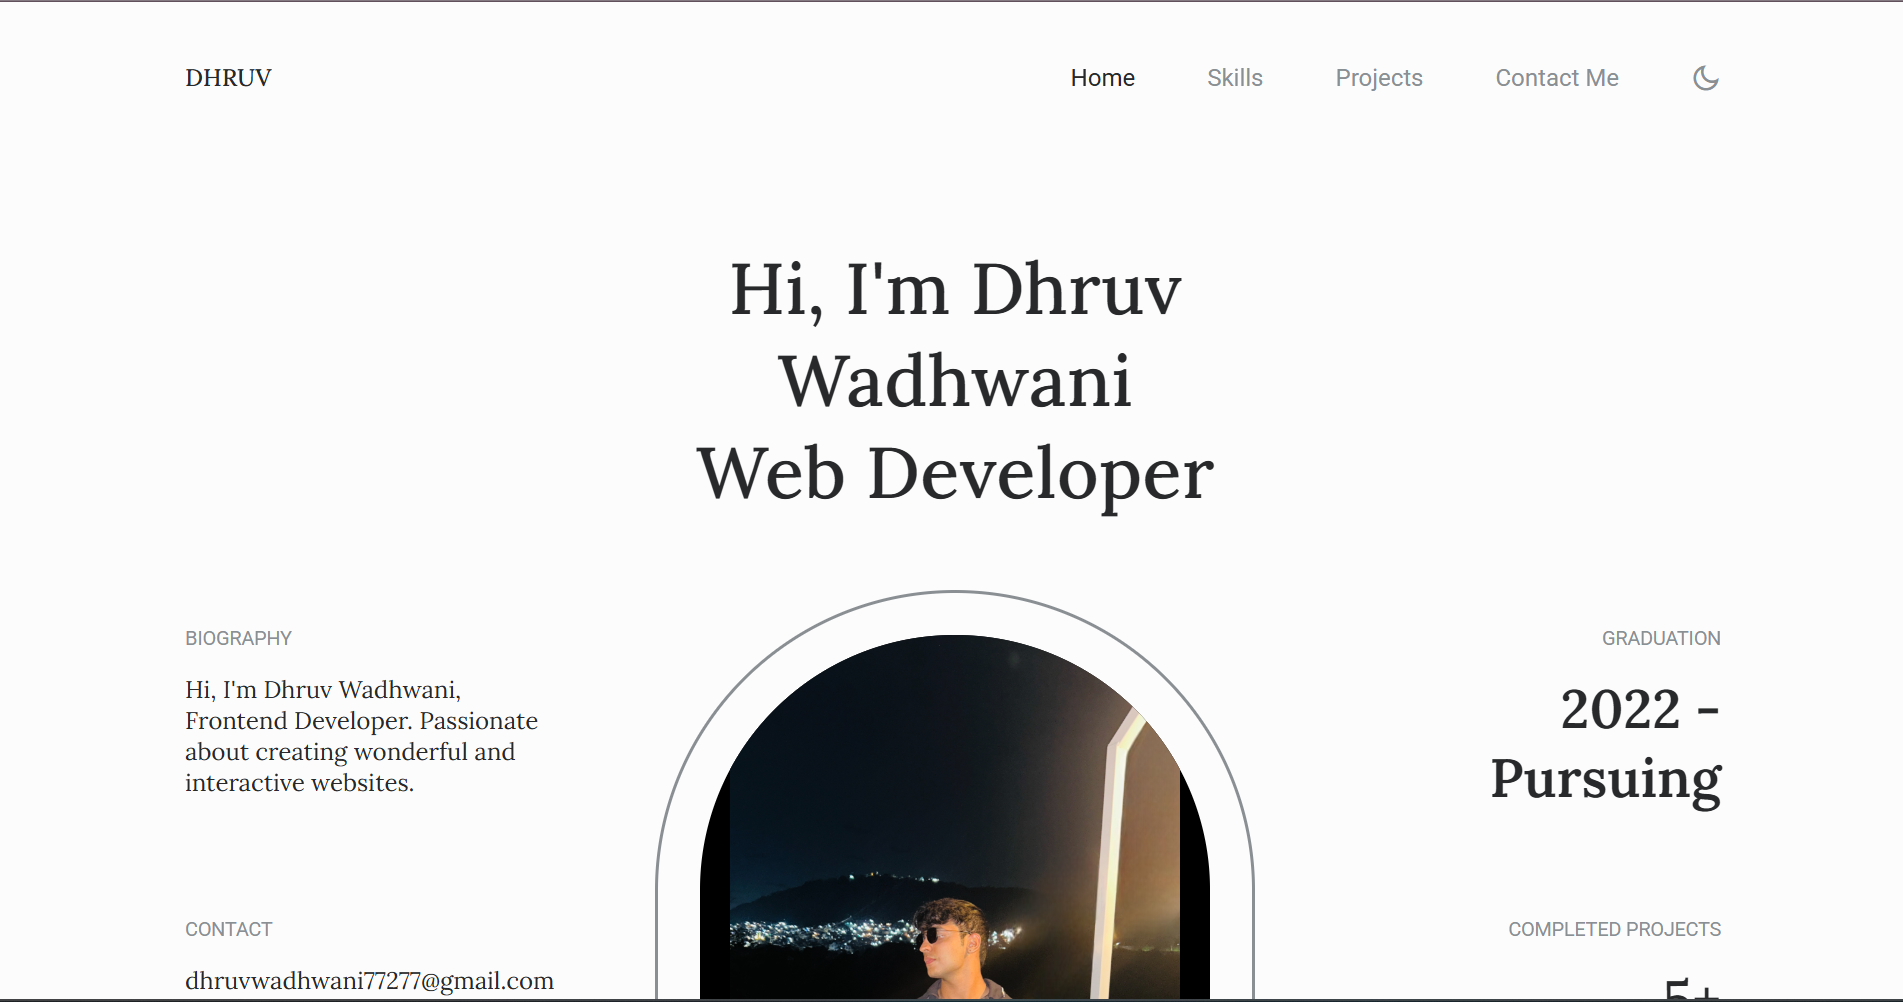 DHRUV
Home
Skills
Projects
Contact Me
Hi, I'm Dhruv
Wadhwani
Web Developer
BIOGRAPHY
Hi, I'm Dhruv Wadhwani,
Frontend Developer. Passionate
about creating wonderful and
interactive websites.
CONTACT
dhruvwadhwani77277@gmail.com
GRADUATION
2022 -
Pursuing
COMPLETED PROJECTS
5+